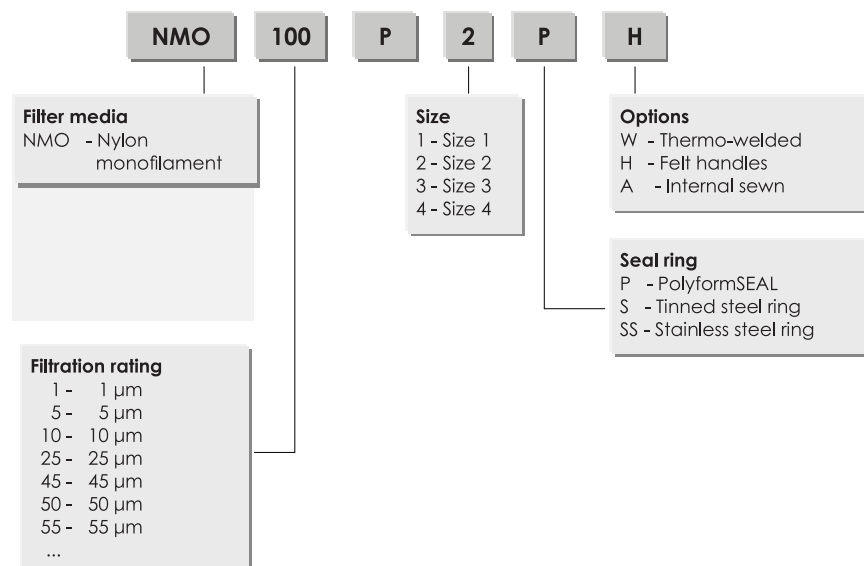 NMO 100 P 2 P H
Filter media
NMO - Nylon
monofilament
Size
1 - Size 1
2 - Size 2
3 - Size 3
4 - Size 4
Options
W - Thermo-welded
H - Felt handles
A - Internal sewn
Seal ring
P - PolyformSEAL
S - Tinned steel ring
SS - Stainless steel ring
Filtration rating
1 - 1 µm
5 - 5 µm
10 - 10 µm
25 - 25 µm
45 - 45 µm
50 - 50 µm
55 - 55 µm
...